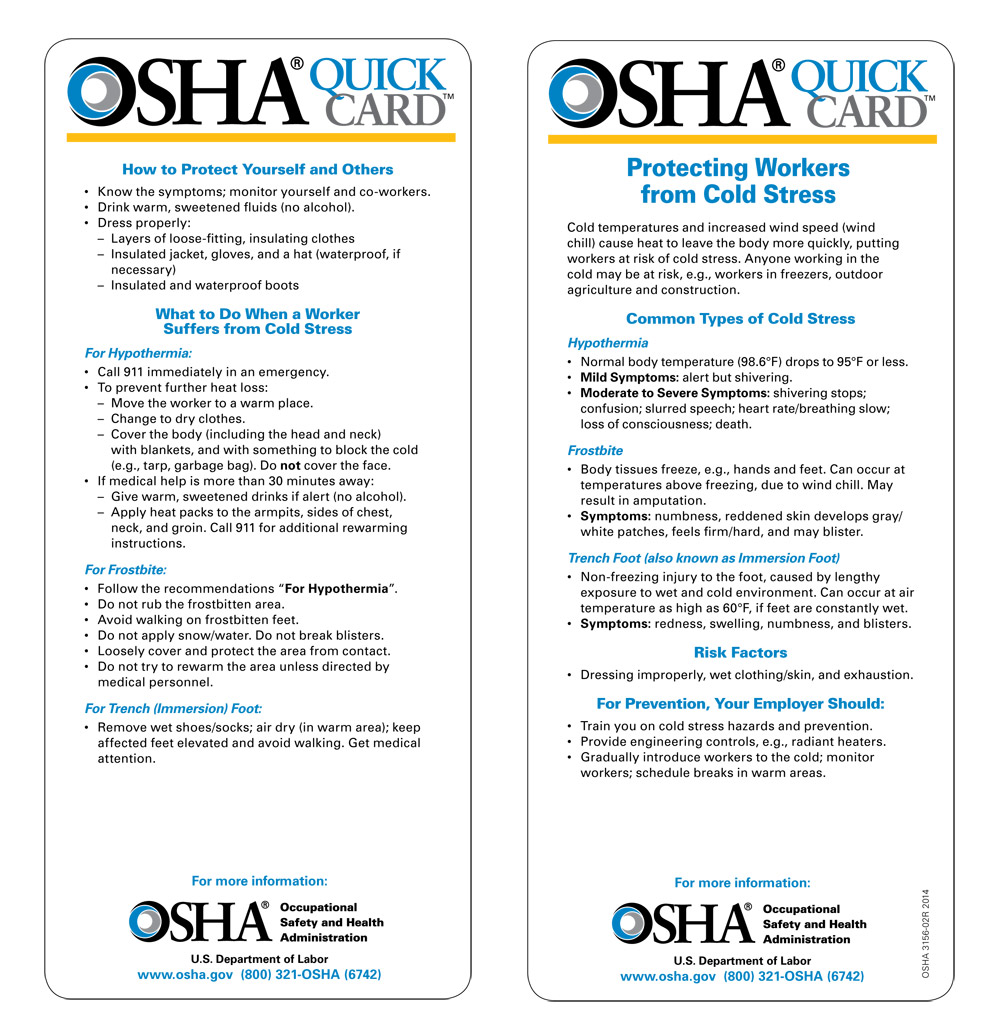 OSHA® QUICK
CARD™
How to Protect Yourself and Others
• Know the symptoms; monitor yourself and co-workers.
• Drink warm, sweetened fluids (no alcohol).
• Dress properly:
– Layers of loose-fitting, insulating clothes
– Insulated jacket, gloves, and a hat (waterproof, if
necessary)
– Insulated and waterproof boots
What to Do When a Worker
Suffers from Cold Stress
For Hypothermia:
• Call 911 immediately in an emergency.
• To prevent further heat loss:
– Move the worker to a warm place.
– Change to dry clothes.
– Cover the body (including the head and neck)
with blankets, and with something to block the cold
(e.g., tarp, garbage bag). Do not cover the face.
• If medical help is more than 30 minutes away:
– Give warm, sweetened drinks if alert (no alcohol).
– Apply heat packs to the armpits, sides of chest,
neck, and groin. Call 911 for additional rewarming
instructions.
For Frostbite:
• Follow the recommendations “For Hypothermia”.
• Do not rub the frostbitten area.
• Avoid walking on frostbitten feet.
• Do not apply snow/water. Do not break blisters.
• Loosely cover and protect the area from contact.
• Do not try to rewarm the area unless directed by
medical personnel.
For Trench (Immersion) Foot:
• Remove wet shoes/socks; air dry (in warm area); keep
affected feet elevated and avoid walking. Get medical
attention.
For more information:
OSHA® Occupational
Safety and Health
Administration
U.S. Department of Labor
www.osha.gov (800) 321-OSHA (6742)
OSHA® QUICK
CARD™
Protecting Workers
from Cold Stress
Cold temperatures and increased wind speed (wind
chill) cause heat to leave the body more quickly, putting
workers at risk of cold stress. Anyone working in the
cold may be at risk, e.g., workers in freezers, outdoor
agriculture and construction.
Common Types of Cold Stress
Hypothermia
• Normal body temperature (98.6°F) drops to 95°F or less.
• Mild Symptoms: alert but shivering.
• Moderate to Severe Symptoms: shivering stops;
confusion; slurred speech; heart rate/breathing slow;
loss of consciousness; death.
Frostbite
• Body tissues freeze, e.g., hands and feet. Can occur at
temperatures above freezing, due to wind chill. May
result in amputation.
• Symptoms: numbness, reddened skin develops gray/
white patches, feels firm/hard, and may blister.
Trench Foot (also known as Immersion Foot)
• Non-freezing injury to the foot, caused by lengthy
exposure to wet and cold environment. Can occur at air
temperature as high as 60°F, if feet are constantly wet.
• Symptoms: redness, swelling, numbness, and blisters.
Risk Factors
• Dressing improperly, wet clothing/skin, and exhaustion.
For Prevention, Your Employer Should:
• Train you on cold stress hazards and prevention.
• Provide engineering controls, e.g., radiant heaters.
• Gradually introduce workers to the cold; monitor
workers; schedule breaks in warm areas.
For more information:
OSHA® Occupational
Safety and Health
Administration
U.S. Department of Labor
www.osha.gov (800) 321-OSHA (6742)
OSHA 3156-02R 2014